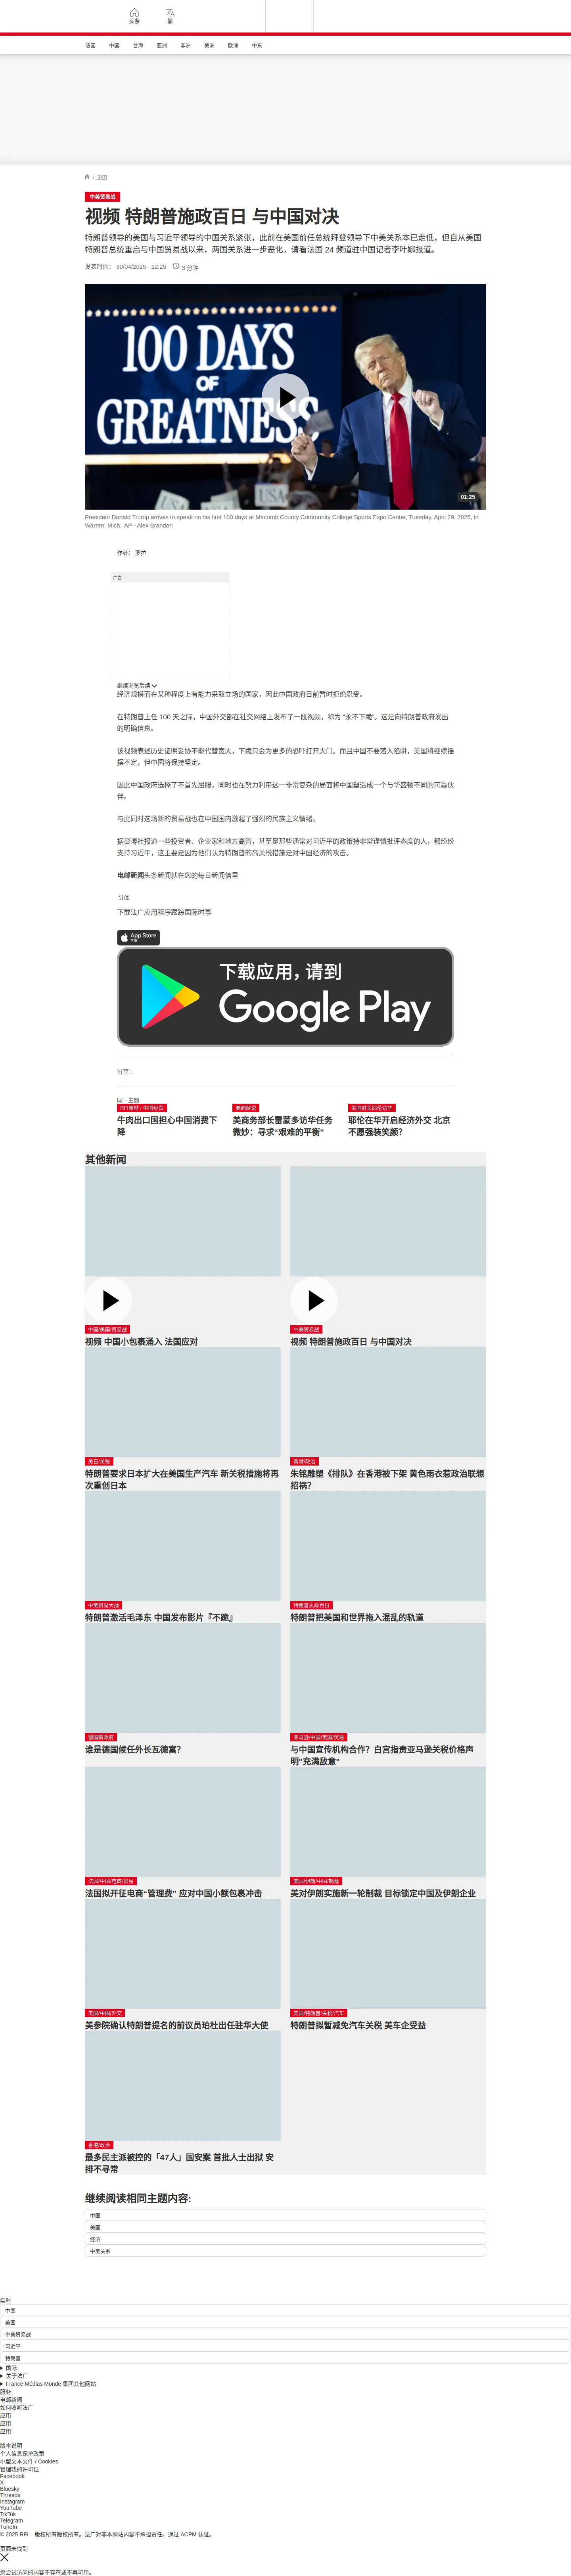 头条
繁
法国
中国
台海
亚洲
非洲
美洲
欧洲
中东
/ 中国
中美贸易战
视频 特朗普施政百日 与中国对决
特朗普领导的美国与习近平领导的中国关系紧张，此前在美国前任总统拜登领导下中美关系本已走低，但自从美国
特朗普总统重启与中国贸易战以来，两国关系进一步恶化，请看法国 24 频道驻中国记者李叶娜报道。
发表时间： 30/04/2025 - 12:25
3 分钟
100 DAYS
OF
GREATNESS
USA
01:25
President Donald Trump arrives to speak on his first 100 days at Macomb County Community College Sports Expo Center, Tuesday, April 29, 2025, in
Warren, Mich. AP - Alex Brandon
作者： 罗拉
广告
继续浏览后续
经济规模而在某种程度上有能力采取立场的国家，因此中国政府目前暂时拒绝忍受。
在特朗普上任 100 天之际，中国外交部在社交网络上发布了一段视频，称为 “永不下跪”。这是向特朗普政府发出
的明确信息。
该视频表述历史证明妥协不能代替宽大，下跪只会为更多的恐吓打开大门。而且中国不要落入陷阱，美国将继续摇
摆不定，但中国将保持坚定。
因此中国政府选择了不首先屈服，同时也在努力利用这一非常复杂的局面将中国塑造成一个与华盛顿不同的可靠伙
伴。
与此同时这场新的贸易战也在中国国内激起了强烈的民族主义情绪。
据彭博社报道一些投资者、企业家和地方高管，甚至是那些通常对习近平的政策持非常谨慎批评态度的人，都纷纷
支持习近平，这主要是因为他们认为特朗普的高关税措施是对中国经济的攻击。
电邮新闻头条新闻就在您的每日新闻信里
订阅
下载法广应用程序跟踪国际时事
App Store
下载
下载应用，请到
Google Play
分享 :
同一主题
RFI原材 / 中国经贸
牛肉出口国担心中国消费下
降
要闻解说
美商务部长雷蒙多访华任务
微妙：寻求“艰难的平衡”
美国财长耶伦访华
耶伦在华开启经济外交 北京
不愿强装笑颜？
其他新闻
中国/美国/贸易战
视频 中国小包裹涌入 法国应对
中美贸易战
视频 特朗普施政百日 与中国对决
美日/关税
特朗普要求日本扩大在美国生产汽车 新关税措施将再
次重创日本
香港/政治
朱铭雕塑《排队》在香港被下架 黄色雨衣惹政治联想
招祸？
中美贸易大战
特朗普激活毛泽东 中国发布影片『不跪』
特朗普执政百日
特朗普把美国和世界拖入混乱的轨道
德国新政府
谁是德国候任外长瓦德富？
亚马逊/中国/美国/贸易
与中国宣传机构合作？白宫指责亚马逊关税价格声
明“充满敌意”
法国/中国/电商/贸易
法国拟开征电商“管理费” 应对中国小额包裹冲击
美国/伊朗/中国/制裁
美对伊朗实施新一轮制裁 目标锁定中国及伊朗企业
美国/中国/外交
美参院确认特朗普提名的前议员珀杜出任驻华大使
美国/特朗普/关税/汽车
特朗普拟暂减免汽车关税 美车企受益
香港/政治
最多民主派被控的「47人」国安案 首批人士出狱 安
排不寻常
继续阅读相同主题内容:
中国
美国
经济
中美关系
实时
中国
美国
中美贸易战
习近平
特朗普
国际
关于法广
France Médias Monde 集团其他网站
服务
电邮新闻
如何收听法广
应用
应用
应用
版本说明
个人信息保护政策
小型文本文件 / Cookies
管理我的许可证
Facebook
X
Bluesky
Threads
Instagram
YouTube
TikTok
Telegram
TuneIn
© 2025 RFI – 版权所有版权所有。法广对非本网站内容不承担责任。通过 ACPM 认证。
页面未找到
您尝试访问的内容不存在或不再可用。